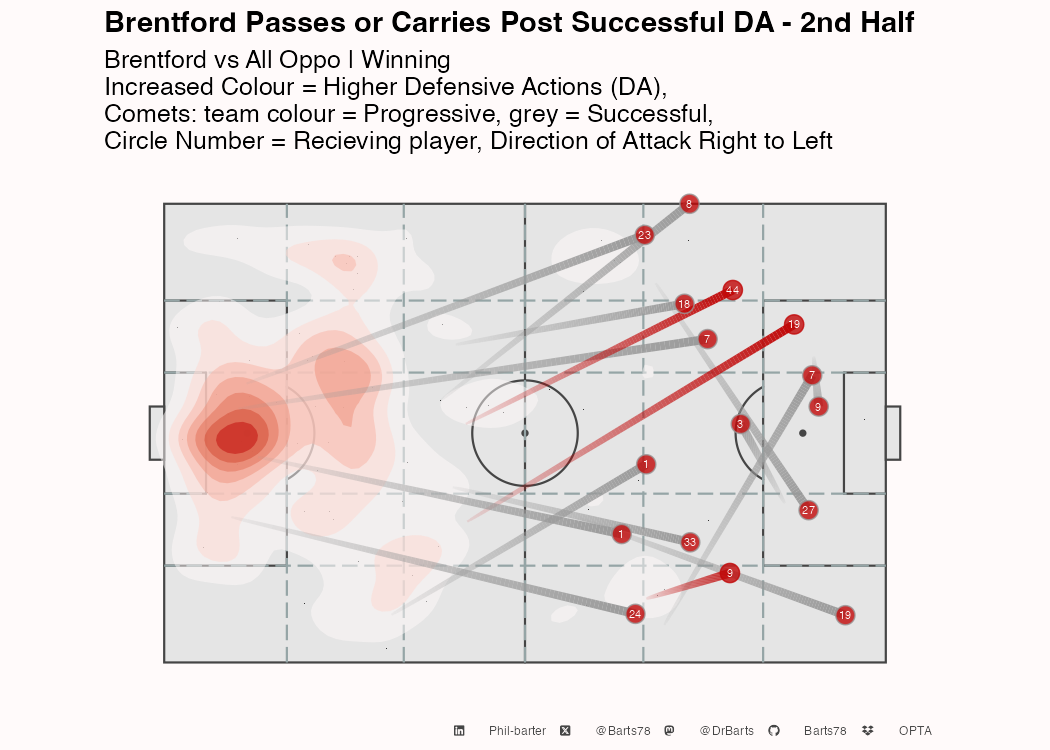 Brentford Passes or Carries Post Successful DA - 2nd Half
Brentford vs All Oppo | Winning
Increased Colour = Higher Defensive Actions (DA),
Comets: team colour = Progressive, grey = Successful,
Circle Number = Recieving player, Direction of Attack Right to Left
8
23
44
18
19
7
7
9
3
1
27
1
33
9
24
19
Phil-barter @Barts78 @DrBarts Barts78 OPTA